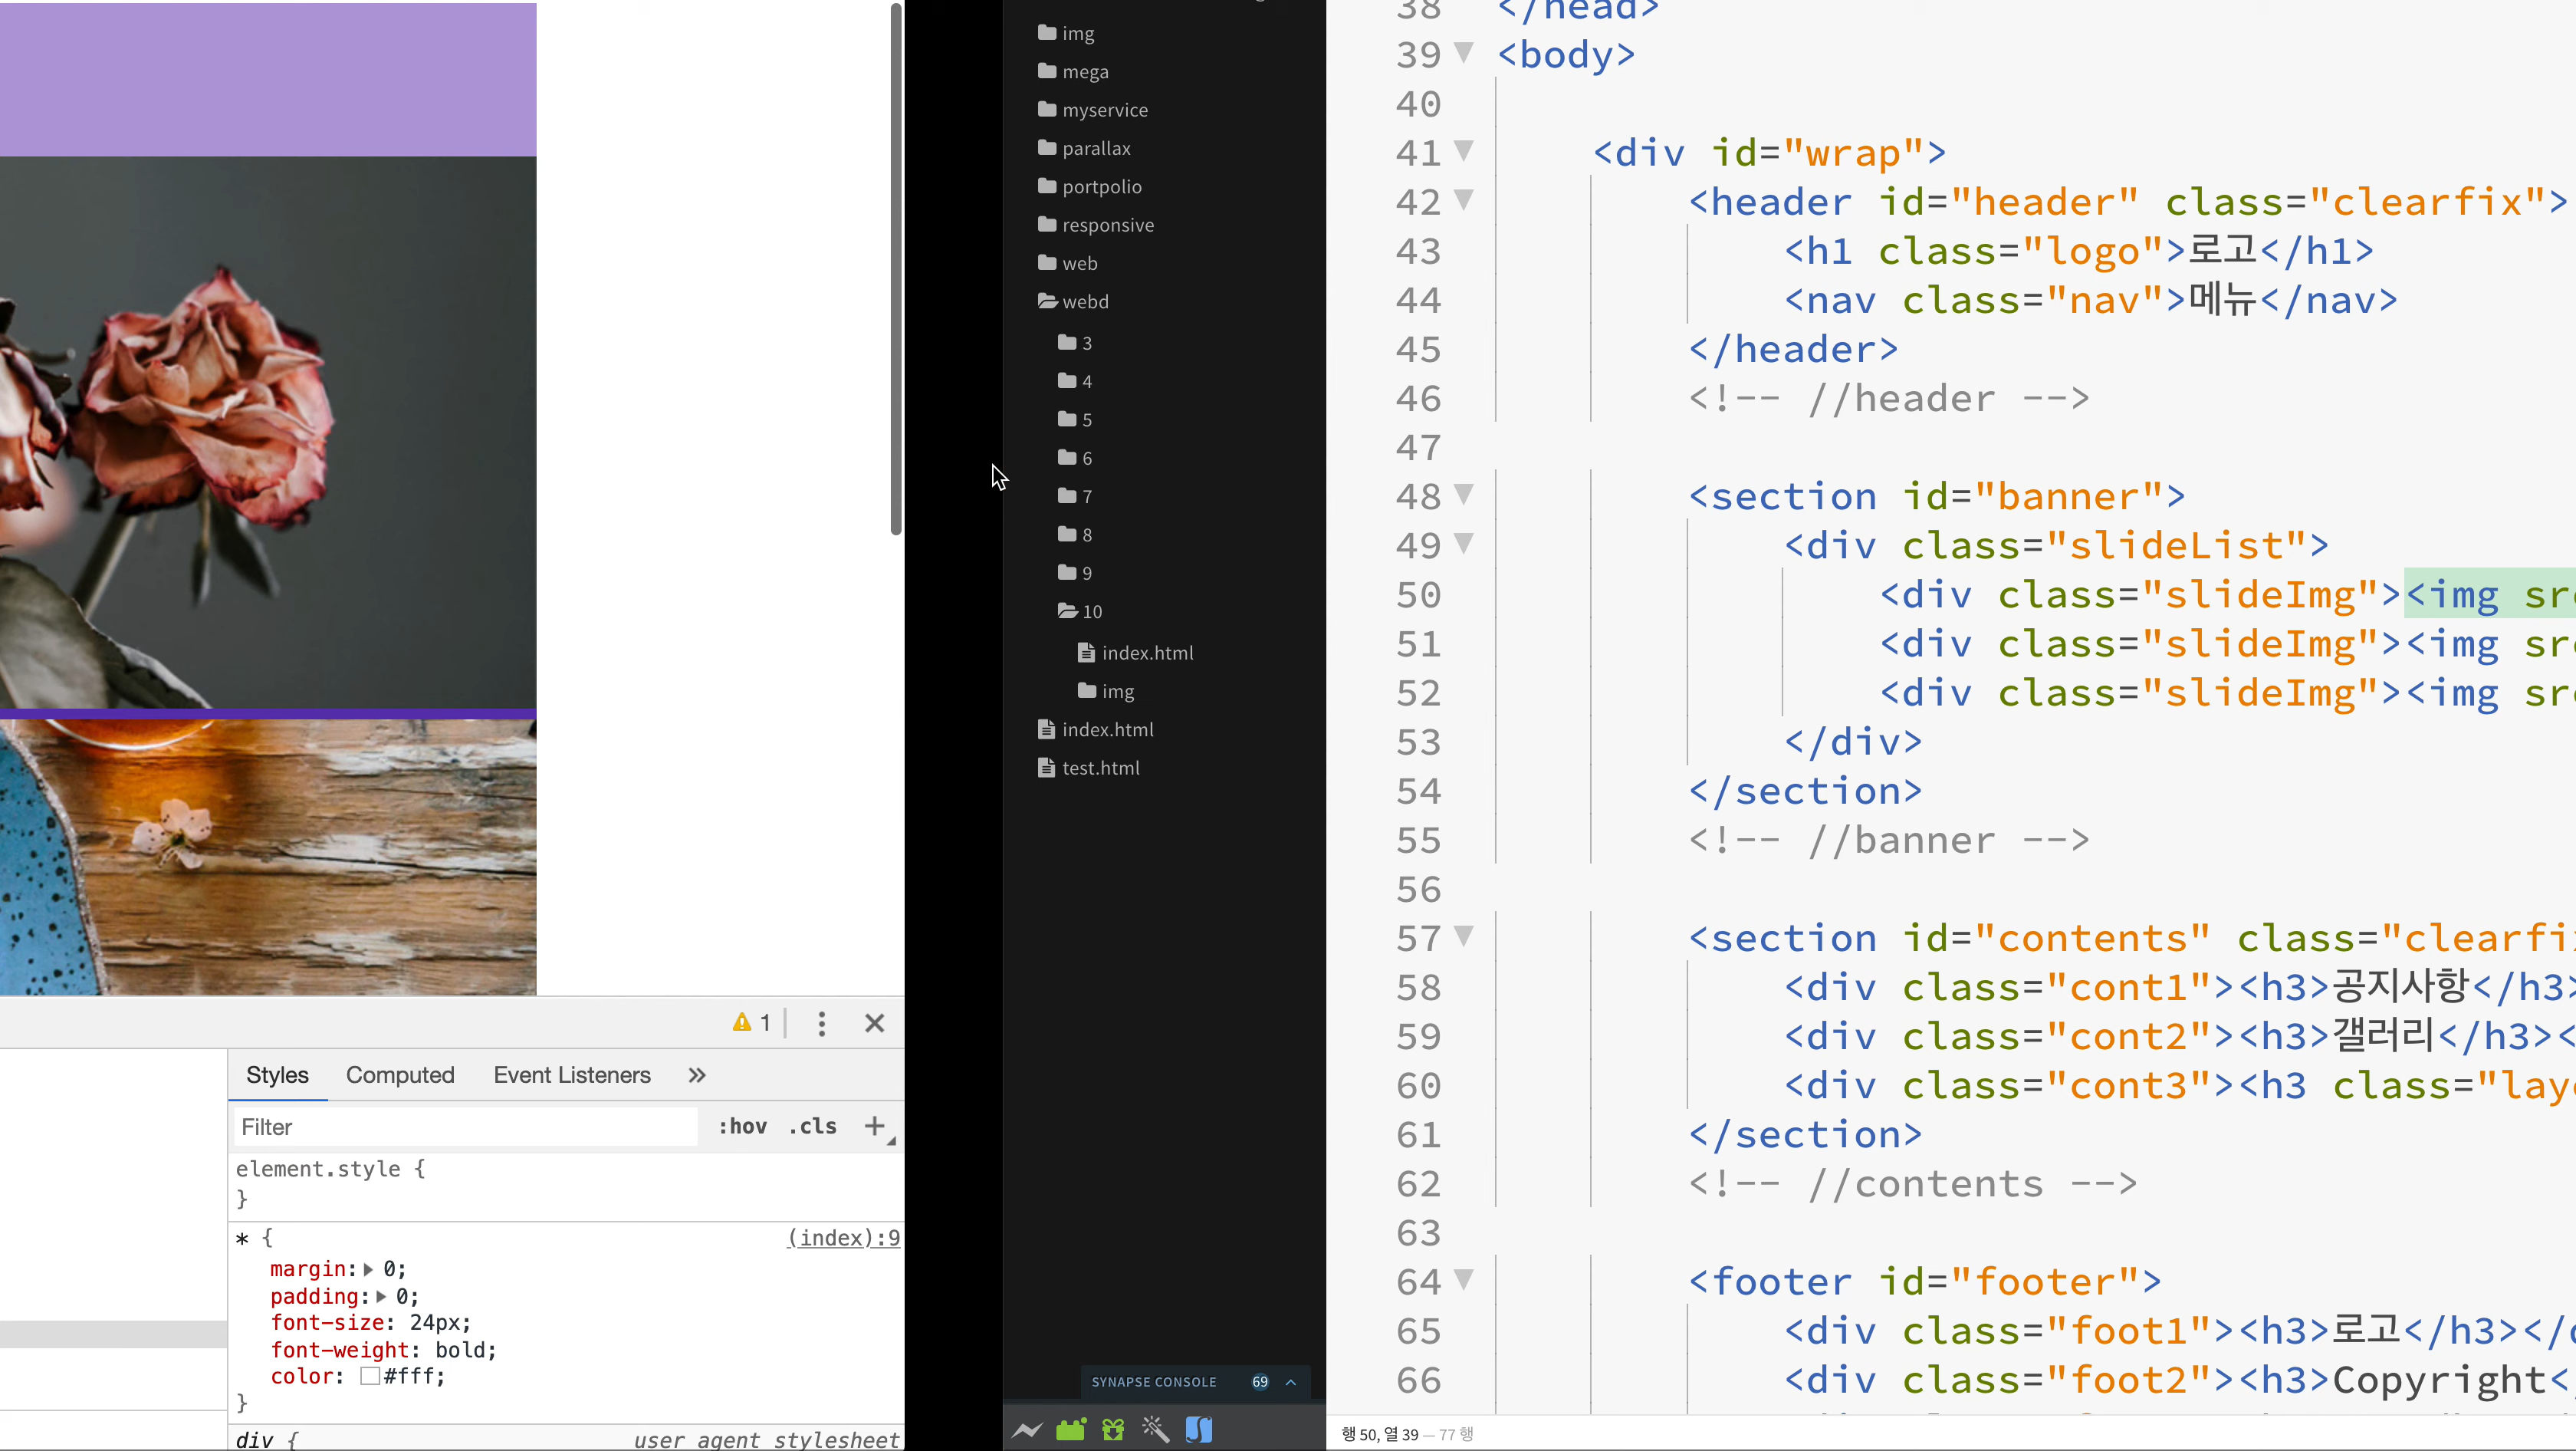 1
Styles Computed Event Listeners »
Filter :hov .cls +
element.style {
}
* { (index):9
margin: 0;
padding: 0;
font-size: 24px;
font-weight: bold;
color: #fff;
}
div { user agent stylesheet
img
mega
myservice
parallax
portpolio
responsive
web
webd
3
4
5
6
7
8
9
10
index.html
img
index.html
test.html
SYNAPSE CONSOLE 69
38 </head>
39 <body>
40
41 <div id="wrap">
42 <header id="header" class="clearfix">
43 <h1 class="logo">로고</h1>
44 <nav class="nav">메뉴</nav>
45 </header>
46 <!-- //header -->
47
48 <section id="banner">
49 <div class="slideList">
50 <div class="slideImg"><img src
51 <div class="slideImg"><img src
52 <div class="slideImg"><img src
53 </div>
54 </section>
55 <!-- //banner -->
56
57 <section id="contents" class="clearfix
58 <div class="cont1"><h3>공지사항</h3>
59 <div class="cont2"><h3>갤러리</h3><
60 <div class="cont3"><h3 class="lay
61 </section>
62 <!-- //contents -->
63
64 <footer id="footer">
65 <div class="foot1"><h3>로고</h3></
66 <div class="foot2"><h3>Copyright<
행 50, 열 39 — 77 행